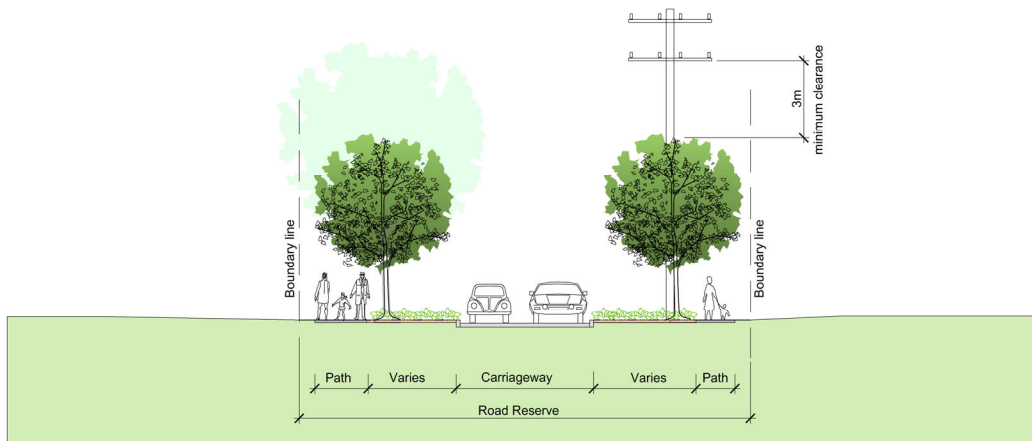 3m
minimum clearance
Boundary line
Boundary line
Path
Varies
Carriageway
Varies
Path
Road Reserve